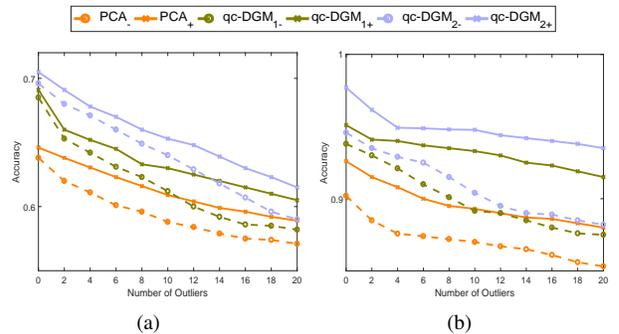 PCA- PCA+ qc-DGM1- qc-DGM1+ qc-DGM2- qc-DGM2+
0.7
0.6
Accuracy
0 2 4 6 8 10 12 14 16 18 20
Number of Outliers
(a)
1
0.9
Accuracy
0 2 4 6 8 10 12 14 16 18 20
Number of Outliers
(b)